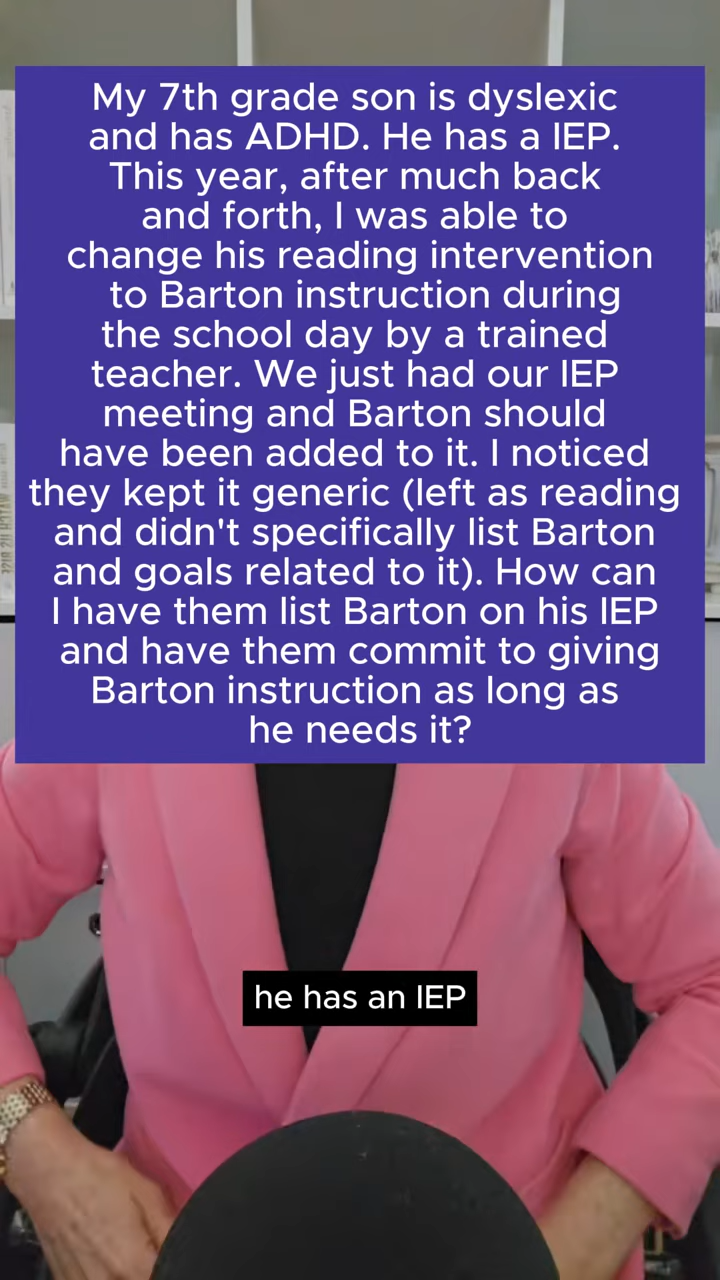 My 7th grade son is dyslexic
and has ADHD. He has a IEP.
This year, after much back
and forth, I was able to
change his reading intervention
to Barton instruction during
the school day by a trained
teacher. We just had our IEP
meeting and Barton should
have been added to it. I noticed
they kept it generic (left as reading
and didn't specifically list Barton
and goals related to it). How can
I have them list Barton on his IEP
and have them commit to giving
Barton instruction as long as
he needs it?
he has an IEP